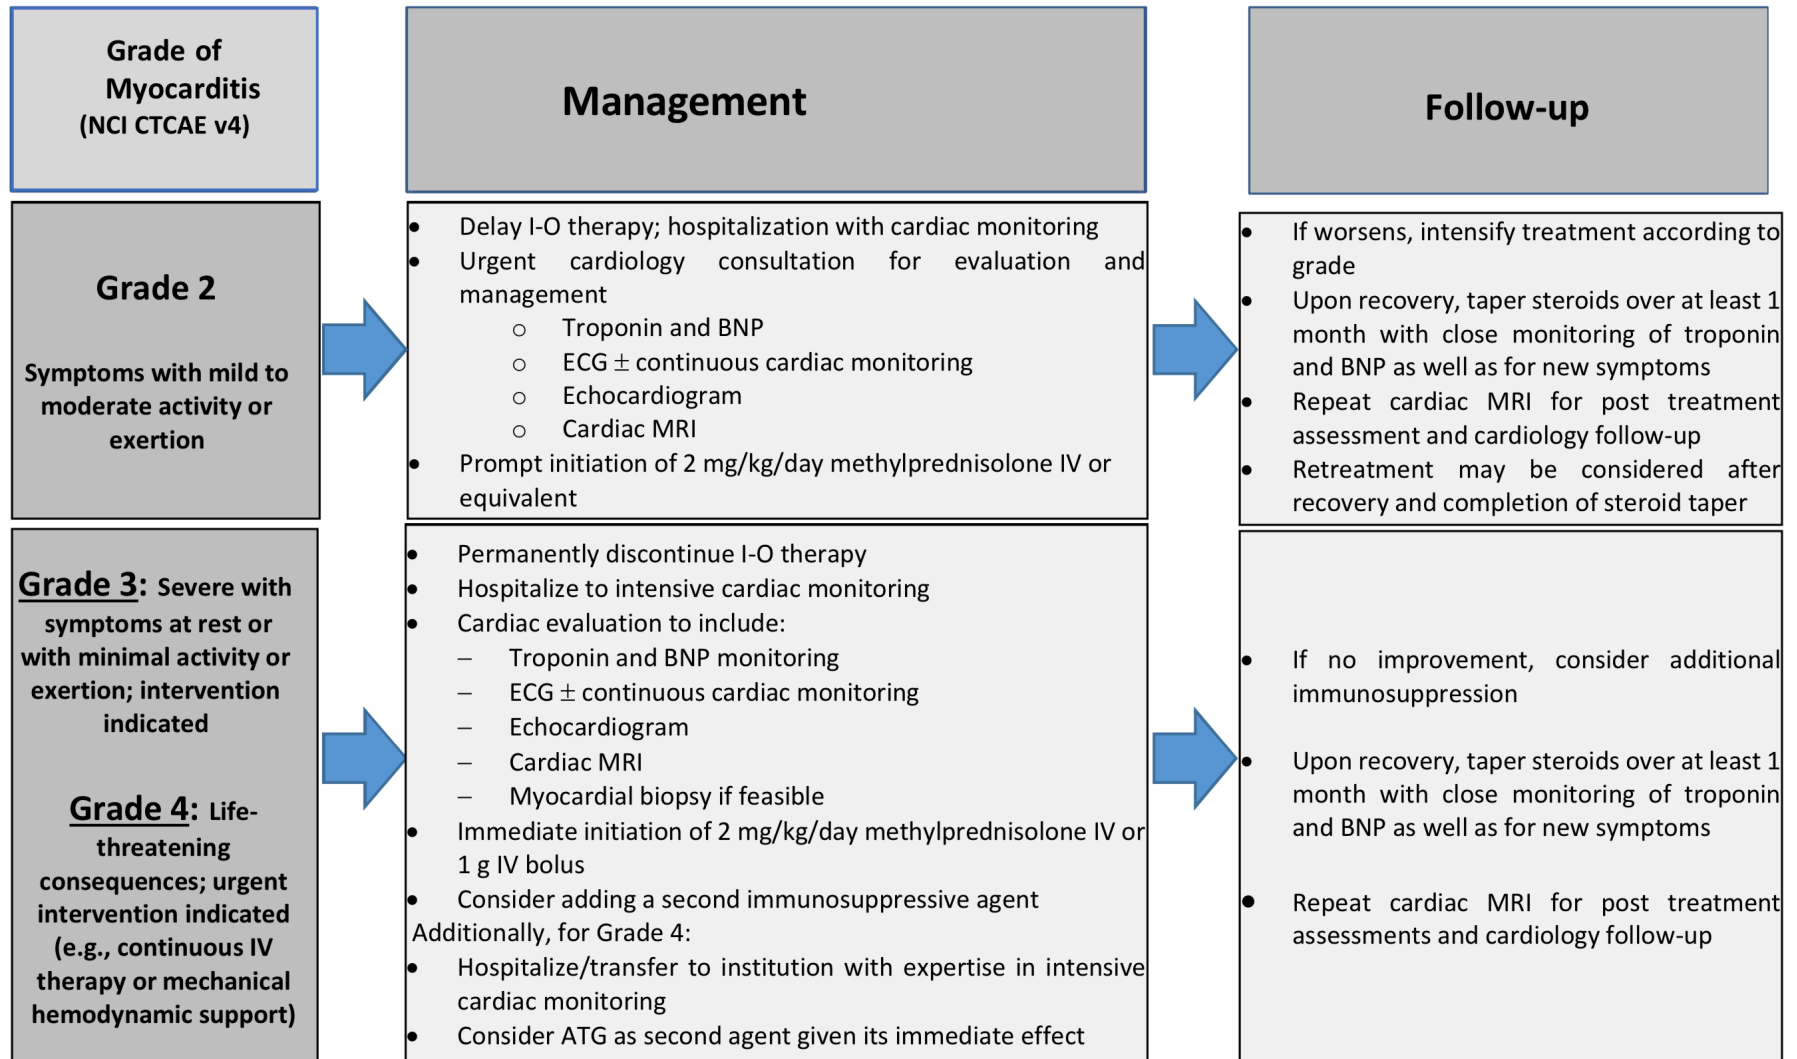 Grade of
Myocarditis
(NCI CTCAE v4)
Management
Follow-up
Grade 2
Symptoms with mild to
moderate activity or
exertion
• Delay I-O therapy; hospitalization with cardiac monitoring
• Urgent cardiology consultation for evaluation and
management
o Troponin and BNP
o ECG ± continuous cardiac monitoring
o Echocardiogram
o Cardiac MRI
• Prompt initiation of 2 mg/kg/day methylprednisolone IV or
equivalent
• If worsens, intensify treatment according to
grade
• Upon recovery, taper steroids over at least 1
month with close monitoring of troponin
and BNP as well as for new symptoms
• Repeat cardiac MRI for post treatment
assessment and cardiology follow-up
• Retreatment may be considered after
recovery and completion of steroid taper
Grade 3: Severe with
symptoms at rest or
with minimal activity or
exertion; intervention
indicated
Grade 4: Life-
threatening
consequences; urgent
intervention indicated
(e.g., continuous IV
therapy or mechanical
hemodynamic support)
• Permanently discontinue I-O therapy
• Hospitalize to intensive cardiac monitoring
• Cardiac evaluation to include:
– Troponin and BNP monitoring
– ECG ± continuous cardiac monitoring
– Echocardiogram
– Cardiac MRI
– Myocardial biopsy if feasible
• Immediate initiation of 2 mg/kg/day methylprednisolone IV or
1 g IV bolus
• Consider adding a second immunosuppressive agent
Additionally, for Grade 4:
• Hospitalize/transfer to institution with expertise in intensive
cardiac monitoring
• Consider ATG as second agent given its immediate effect
• If no improvement, consider additional
immunosuppression
• Upon recovery, taper steroids over at least 1
month with close monitoring of troponin
and BNP as well as for new symptoms
• Repeat cardiac MRI for post treatment
assessments and cardiology follow-up